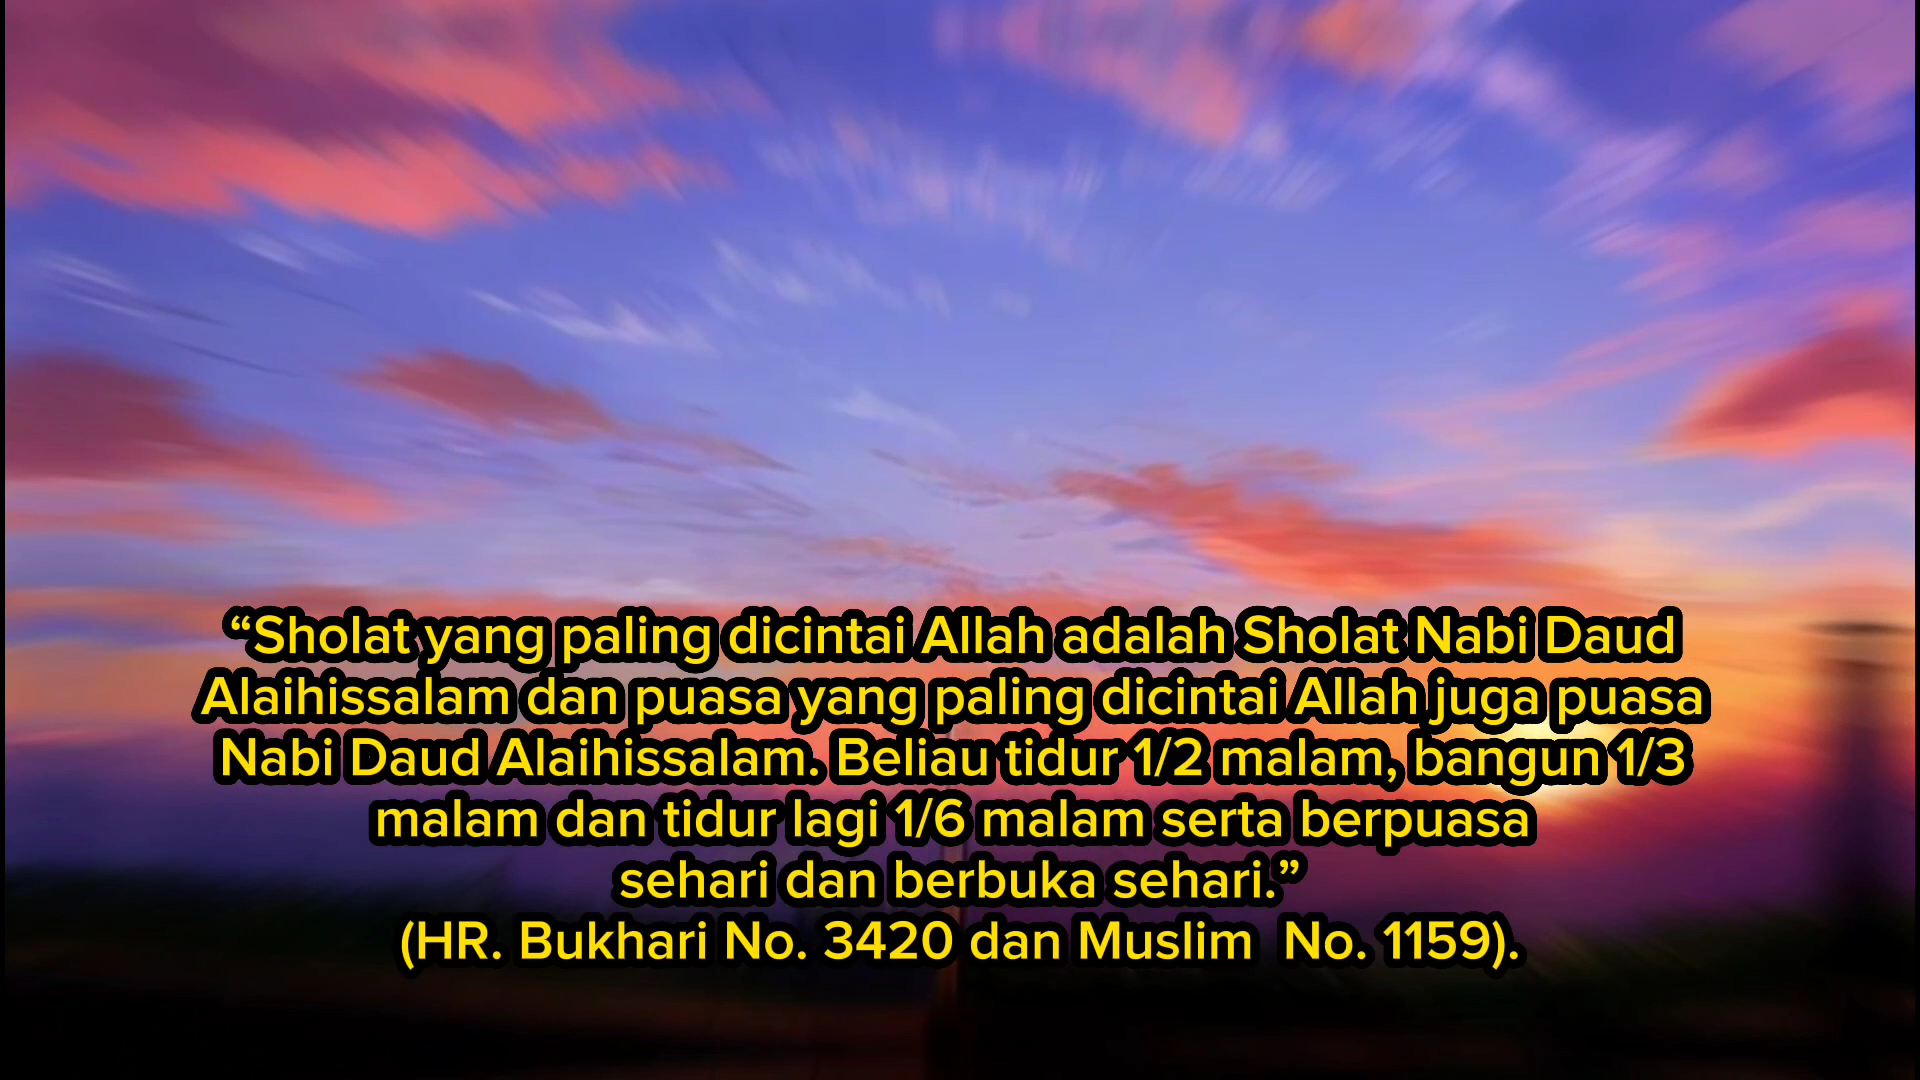 “Sholat yang paling dicintai Allah adalah Sholat Nabi Daud
Alaihissalam dan puasa yang paling dicintai Allah juga puasa
Nabi Daud Alaihissalam. Beliau tidur 1/2 malam, bangun 1/3
malam dan tidur lagi 1/6 malam serta berpuasa
sehari dan berbuka sehari.”
(HR. Bukhari No. 3420 dan Muslim  No. 1159).